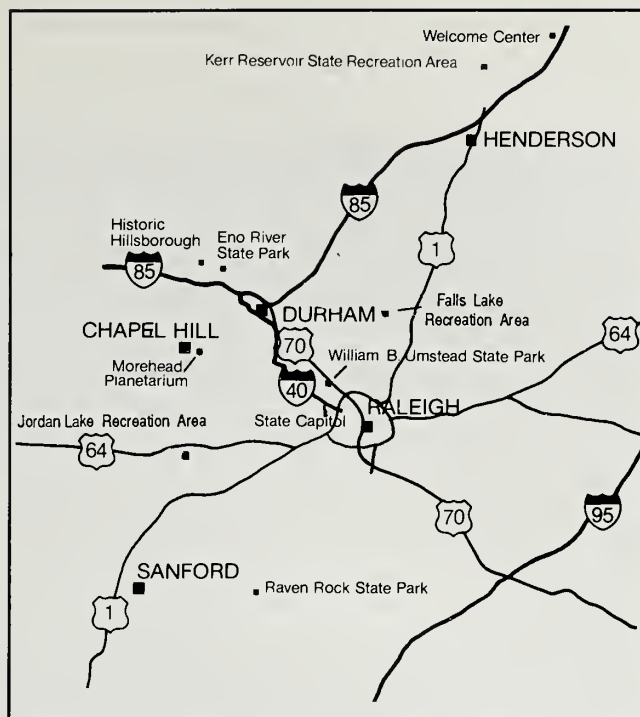 Welcome Center
Kerr Reservoir State Recreation Area
HENDERSON
85
1
Historic
Hillsborough
Eno River
State Park
85
DURHAM
Falls Lake
Recreation Area
CHAPEL HILL
70
64
Morehead
Planetarium
William B. Umstead State Park
40
State Capitol
RALEIGH
Jordan Lake Recreation Area
64
70
95
SANFORD
Raven Rock State Park
1